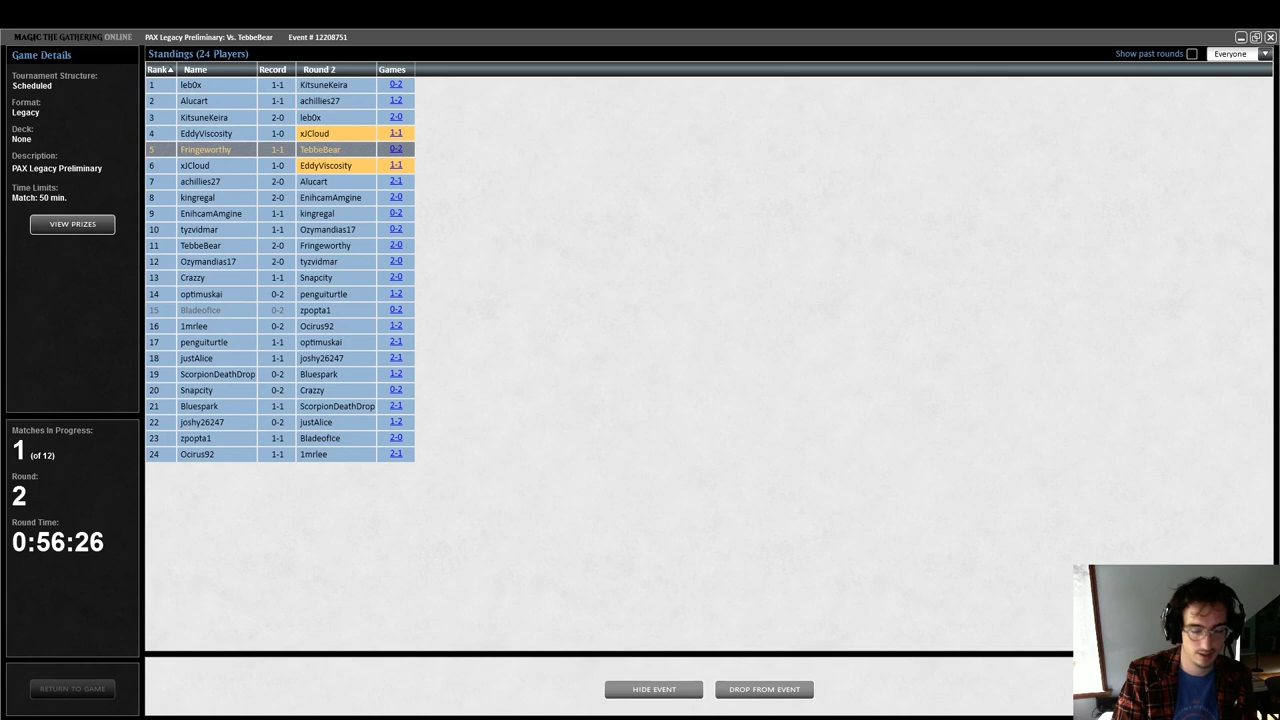 MAGIC THE GATHERING ONLINE PAX Legacy Preliminary: Vs. TebbeBear Event # 12208751
Game Details
Tournament Structure:
Scheduled
Format:
Legacy
Deck:
None
Description:
PAX Legacy Preliminary
Time Limits:
Match: 50 min.
VIEW PRIZES
Matches In Progress:
1 (of 12)
Round:
2
Round Time:
0:56:26
RETURN TO GAME
Standings (24 Players) Show past rounds Everyone
Rank Name Record Round 2 Games
1 leb0x 1-1 KitsuneKeira 0-2
2 Alucart 1-1 achillies27 1-2
3 KitsuneKeira 2-0 leb0x 2-0
4 EddyViscosity 1-0 xJCloud 1-1
5 Fringeworthy 1-1 TebbeBear 0-2
6 xJCloud 1-0 EddyViscosity 1-1
7 achillies27 2-0 Alucart 2-1
8 kingregal 2-0 EnihcamAmgine 2-0
9 EnihcamAmgine 1-1 kingregal 0-2
10 tyzvidmar 1-1 Ozymandias17 0-2
11 TebbeBear 2-0 Fringeworthy 2-0
12 Ozymandias17 2-0 tyzvidmar 2-0
13 Crazzy 1-1 Snapcity 2-0
14 optimuskai 0-2 penguiturtle 1-2
15 BladeofIce 0-2 zpopta1 0-2
16 1mrlee 0-2 Ocirus92 1-2
17 penguiturtle 1-1 optimuskai 2-1
18 justAlice 1-1 joshy26247 2-1
19 ScorpionDeathDrop 0-2 Bluespark 1-2
20 Snapcity 0-2 Crazzy 0-2
21 Bluespark 1-1 ScorpionDeathDrop 2-1
22 joshy26247 0-2 justAlice 1-2
23 zpopta1 1-1 BladeofIce 2-0
24 Ocirus92 1-1 1mrlee 2-1
HIDE EVENT DROP FROM EVENT